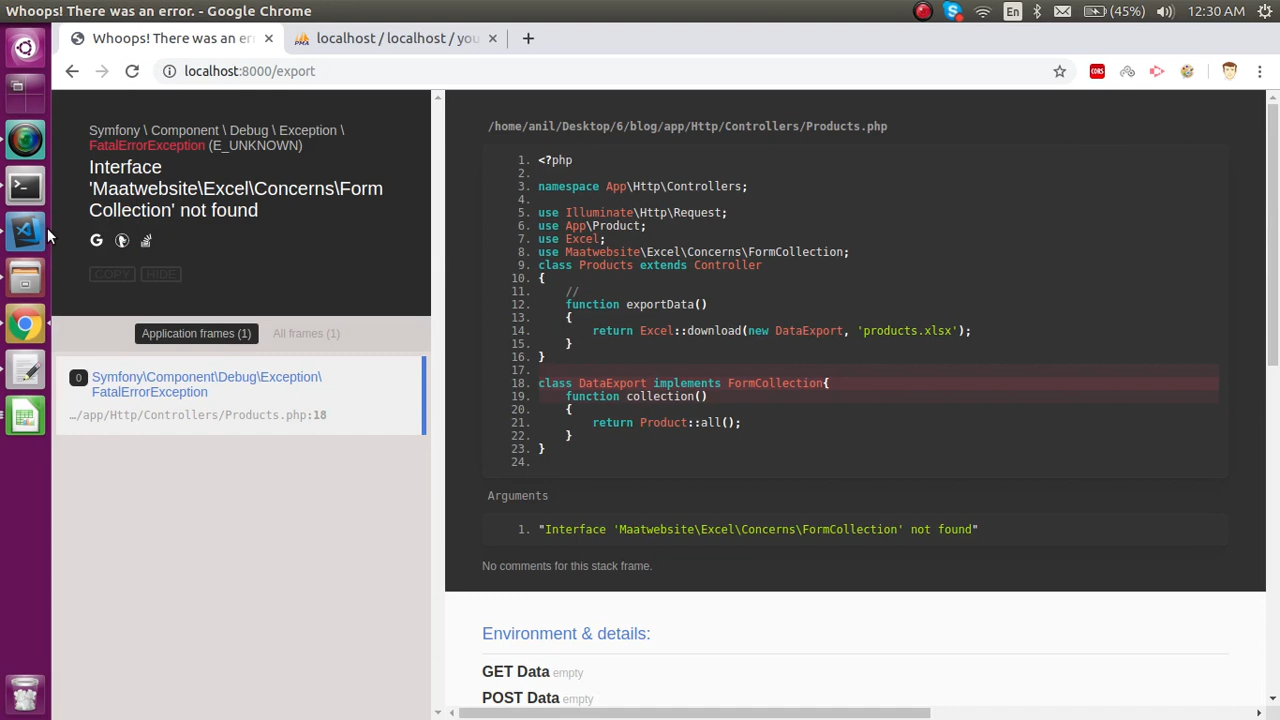 Whoops! There was an error. - Google Chrome
En
(45%)
12:30 AM
Whoops! There was an er
localhost / localhost / you
localhost:8000/export
CORS
Symfony \ Component \ Debug \ Exception \
FatalErrorException (E_UNKNOWN)
Interface
'Maatwebsite\Excel\Concerns\Form
Collection' not found
COPY HIDE
Application frames (1) All frames (1)
0 Symfony\Component\Debug\Exception\
FatalErrorException
…/app/Http/Controllers/Products.php:18
/home/anil/Desktop/6/blog/app/Http/Controllers/Products.php
1. <?php
2.
3. namespace App\Http\Controllers;
4.
5. use Illuminate\Http\Request;
6. use App\Product;
7. use Excel;
8. use Maatwebsite\Excel\Concerns\FormCollection;
9. class Products extends Controller
10. {
11. //
12. function exportData()
13. {
14. return Excel::download(new DataExport, 'products.xlsx');
15. }
16. }
17.
18. class DataExport implements FormCollection{
19. function collection()
20. {
21. return Product::all();
22. }
23. }
24.
Arguments
1. "Interface 'Maatwebsite\Excel\Concerns\FormCollection' not found"
No comments for this stack frame.
Environment & details:
GET Data empty
POST Data empty